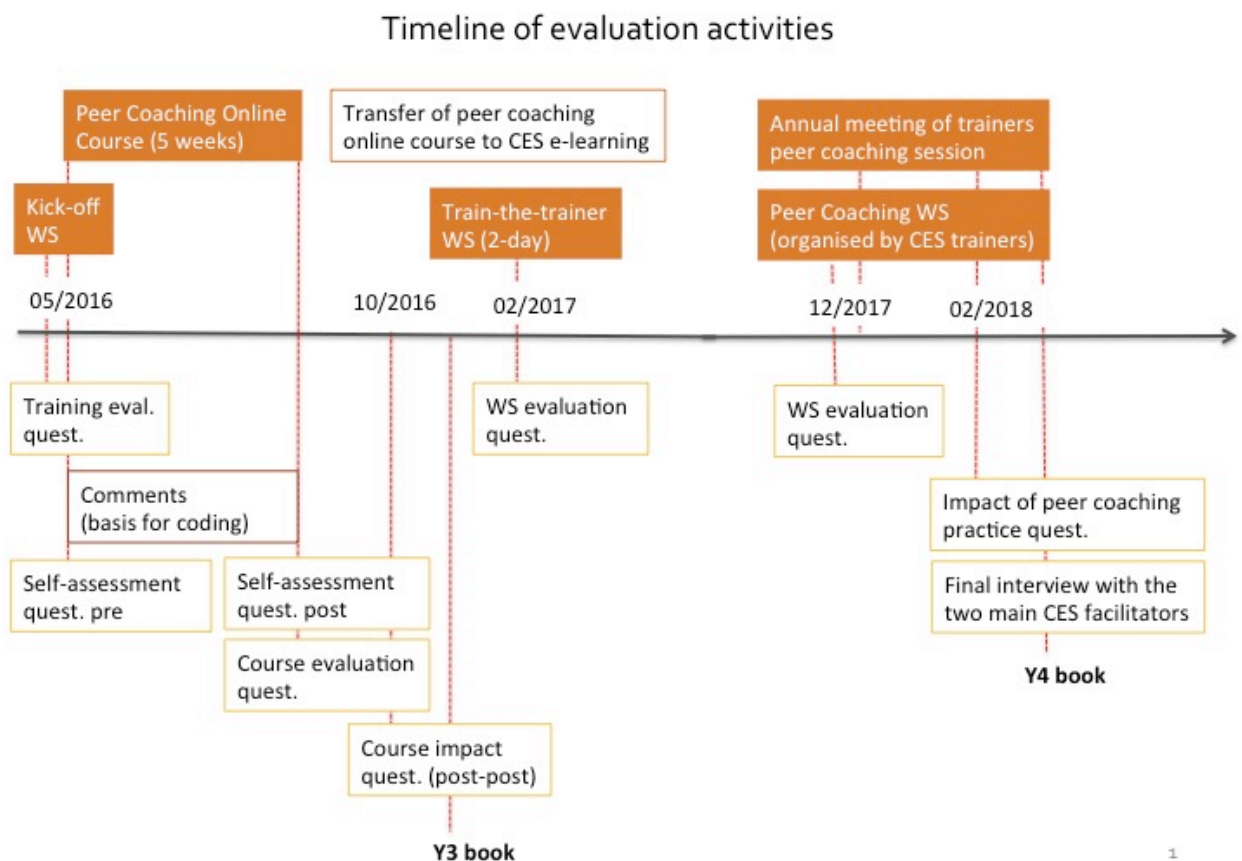 Timeline of evaluation activities
Peer Coaching Online
Course (5 weeks)
Transfer of peer coaching
online course to CES e-learning
Annual meeting of trainers
peer coaching session
Kick-off
WS
Train-the-trainer
WS (2-day)
Peer Coaching WS
(organised by CES trainers)
05/2016
10/2016
02/2017
12/2017
02/2018
Training eval.
quest.
WS evaluation
quest.
WS evaluation
quest.
Comments
(basis for coding)
Impact of peer coaching
practice quest.
Self-assessment
quest. pre
Self-assessment
quest. post
Final interview with the
two main CES facilitators
Course evaluation
quest.
Y4 book
Course impact
quest. (post-post)
Y3 book
1